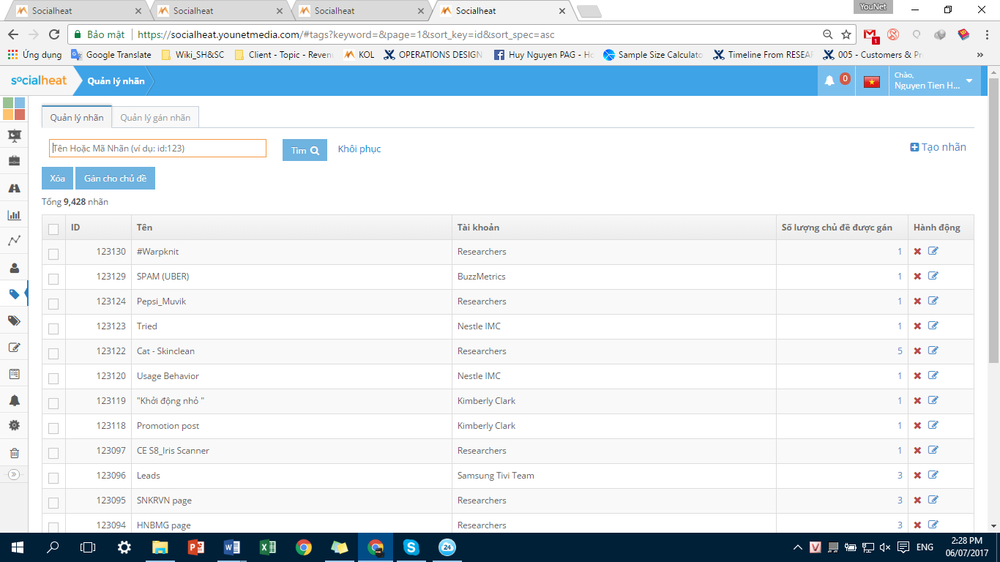 Socialheat
Socialheat
Socialheat
Socialheat
YouNet
Bảo mật
https://socialheat.younetmedia.com/#tags?keyword=&page=1&sort_key=id&sort_spec=asc
1
Ứng dụng
Google Translate
Wiki_SH&SC
Client - Topic - Reven
KOL
OPERATIONS DESIGN
Huy Nguyen PAG - Ho
Sample Size Calculato
Timeline From RESEA
005 - Customers & Pr
socialheat
Quản lý nhãn
0
Chào,
Nguyen Tien H...
Quản lý nhãn
Quản lý gán nhãn
Tên Hoặc Mã Nhãn (ví dụ: id:123)
Tìm
Khôi phục
Tạo nhãn
Xóa
Gán cho chủ đề
Tổng 9,428 nhãn
ID Tên Tài khoản Số lượng chủ đề được gán Hành động
123130 #Warpknit Researchers 1
123129 SPAM (UBER) BuzzMetrics 1
123124 Pepsi_Muvik Researchers 1
123123 Tried Nestle IMC 1
123122 Cat - Skinclean Researchers 5
123120 Usage Behavior Nestle IMC 1
123119 "Khởi động nhỏ " Kimberly Clark 1
123118 Promotion post Kimberly Clark 1
123097 CE S8_Iris Scanner Researchers 1
123096 Leads Samsung Tivi Team 3
123095 SNKRVN page Researchers 3
123094 HNBMG page Researchers 3
24
ENG
2:28 PM
06/07/2017